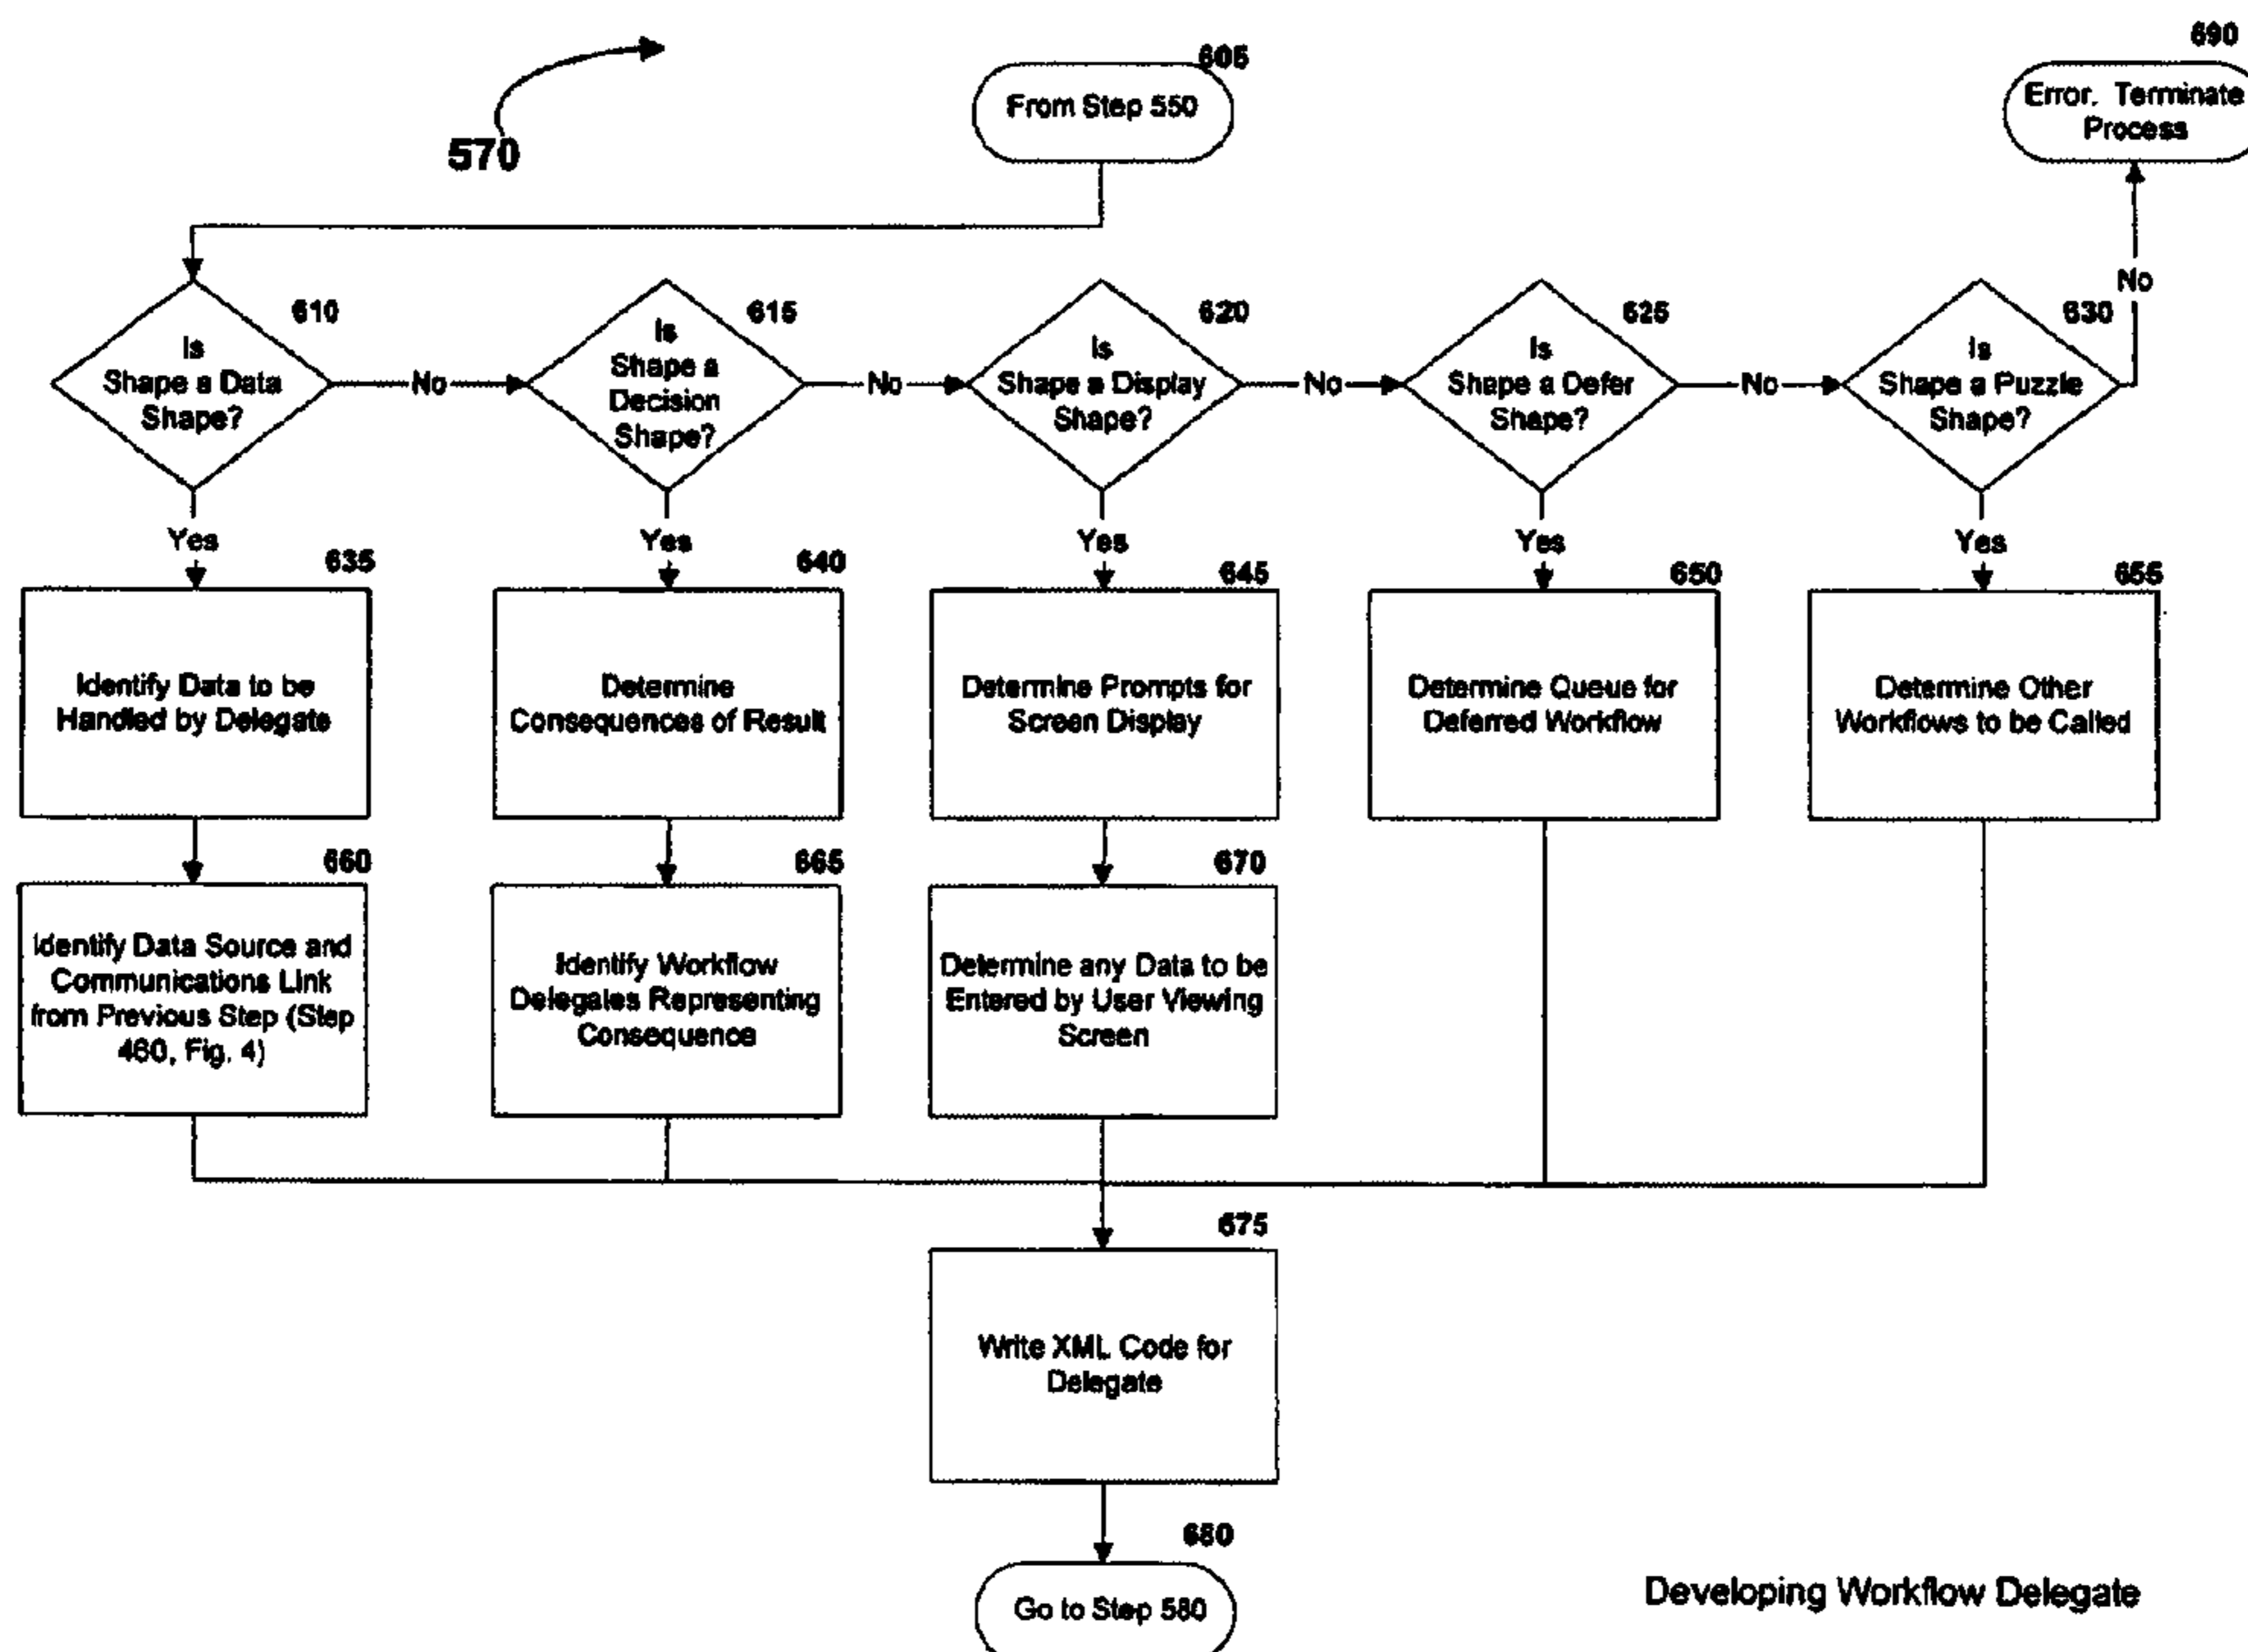 690
605
From Step 550
Error. Terminate
Process
570
No
610
615
620
625
630
Is
Shape a Data
Shape?
No
Is
Shape a
Decision
Shape?
No
Is
Shape a Display
Shape?
No
Is
Shape a Defer
Shape?
No
Is
Shape a Puzzle
Shape?
Yes
Yes
Yes
Yes
Yes
635
640
645
650
655
Identify Data to be
Handled by Delegate
Determine
Consequences of Result
Determine Prompts for
Screen Display
Determine Queue for
Deferred Workflow
Determine Other
Workflows to be Called
660
665
670
Identify Data Source and
Communications Link
from Previous Step (Step
460, Fig. 4)
Identify Workflow
Delegates Representing
Consequence
Determine any Data to be
Entered by User Viewing
Screen
675
Write XML Code for
Delegate
680
Go to Step 580
Developing Workflow Delegate